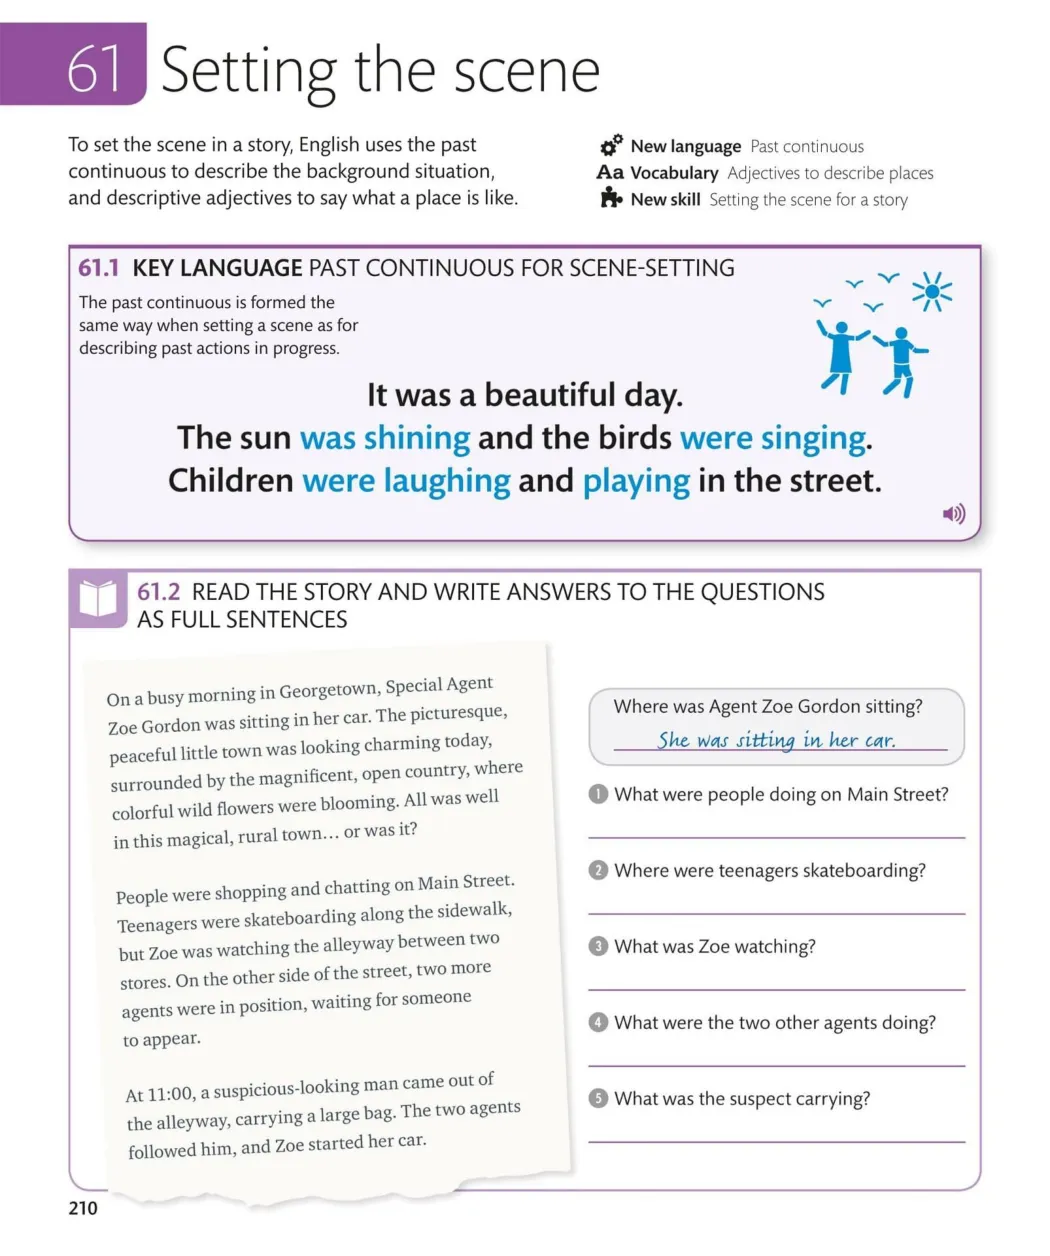 61 Setting the scene
To set the scene in a story, English uses the past
continuous to describe the background situation,
and descriptive adjectives to say what a place is like.
New language Past continuous
Aa Vocabulary Adjectives to describe places
New skill Setting the scene for a story
61.1 KEY LANGUAGE PAST CONTINUOUS FOR SCENE-SETTING
The past continuous is formed the
same way when setting a scene as for
describing past actions in progress.
It was a beautiful day.
The sun was shining and the birds were singing.
Children were laughing and playing in the street.
61.2 READ THE STORY AND WRITE ANSWERS TO THE QUESTIONS
AS FULL SENTENCES
On a busy morning in Georgetown, Special Agent
Zoe Gordon was sitting in her car. The picturesque,
peaceful little town was looking charming today,
surrounded by the magnificent, open country, where
colorful wild flowers were blooming. All was well
in this magical, rural town... or was it?
People were shopping and chatting on Main Street.
Teenagers were skateboarding along the sidewalk,
but Zoe was watching the alleyway between two
stores. On the other side of the street, two more
agents were in position, waiting for someone
to appear.
At 11:00, a suspicious-looking man came out of
the alleyway, carrying a large bag. The two agents
followed him, and Zoe started her car.
Where was Agent Zoe Gordon sitting?
She was sitting in her car.
1 What were people doing on Main Street?
2 Where were teenagers skateboarding?
3 What was Zoe watching?
4 What were the two other agents doing?
5 What was the suspect carrying?
210